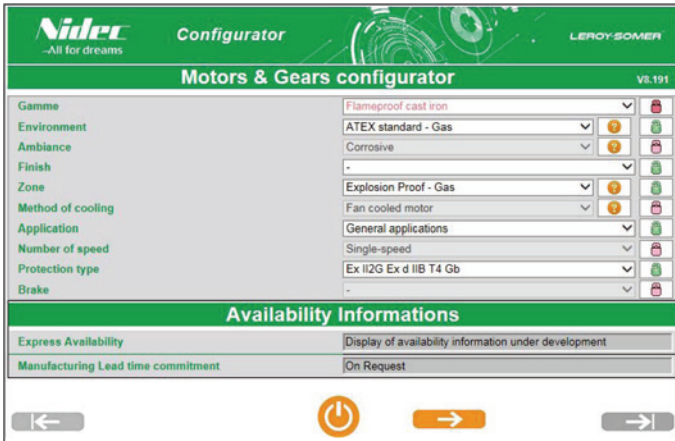 Nidec
-All for dreams
Configurator
LEROY-SOMER
Motors & Gears configurator
V8.191
Gamme Flameproof cast iron
Environment ATEX standard - Gas
Ambiance Corrosive
Finish -
Zone Explosion Proof - Gas
Method of cooling Fan cooled motor
Application General applications
Number of speed Single-speed
Protection type Ex II2G Ex d IIB T4 Gb
Brake -
Availability Informations
Express Availability Display of availability information under development
Manufacturing Lead time commitment On Request